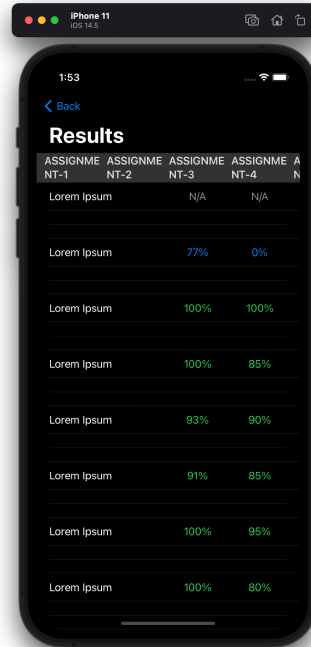 iPhone 11
iOS 14.5
1:53
Back
Results
ASSIGNME ASSIGNME ASSIGNME ASSIGNME A
NT-1 NT-2 NT-3 NT-4 N
Lorem Ipsum N/A N/A
Lorem Ipsum 77% 0%
Lorem Ipsum 100% 100%
Lorem Ipsum 100% 85%
Lorem Ipsum 93% 90%
Lorem Ipsum 91% 85%
Lorem Ipsum 100% 95%
Lorem Ipsum 100% 80%